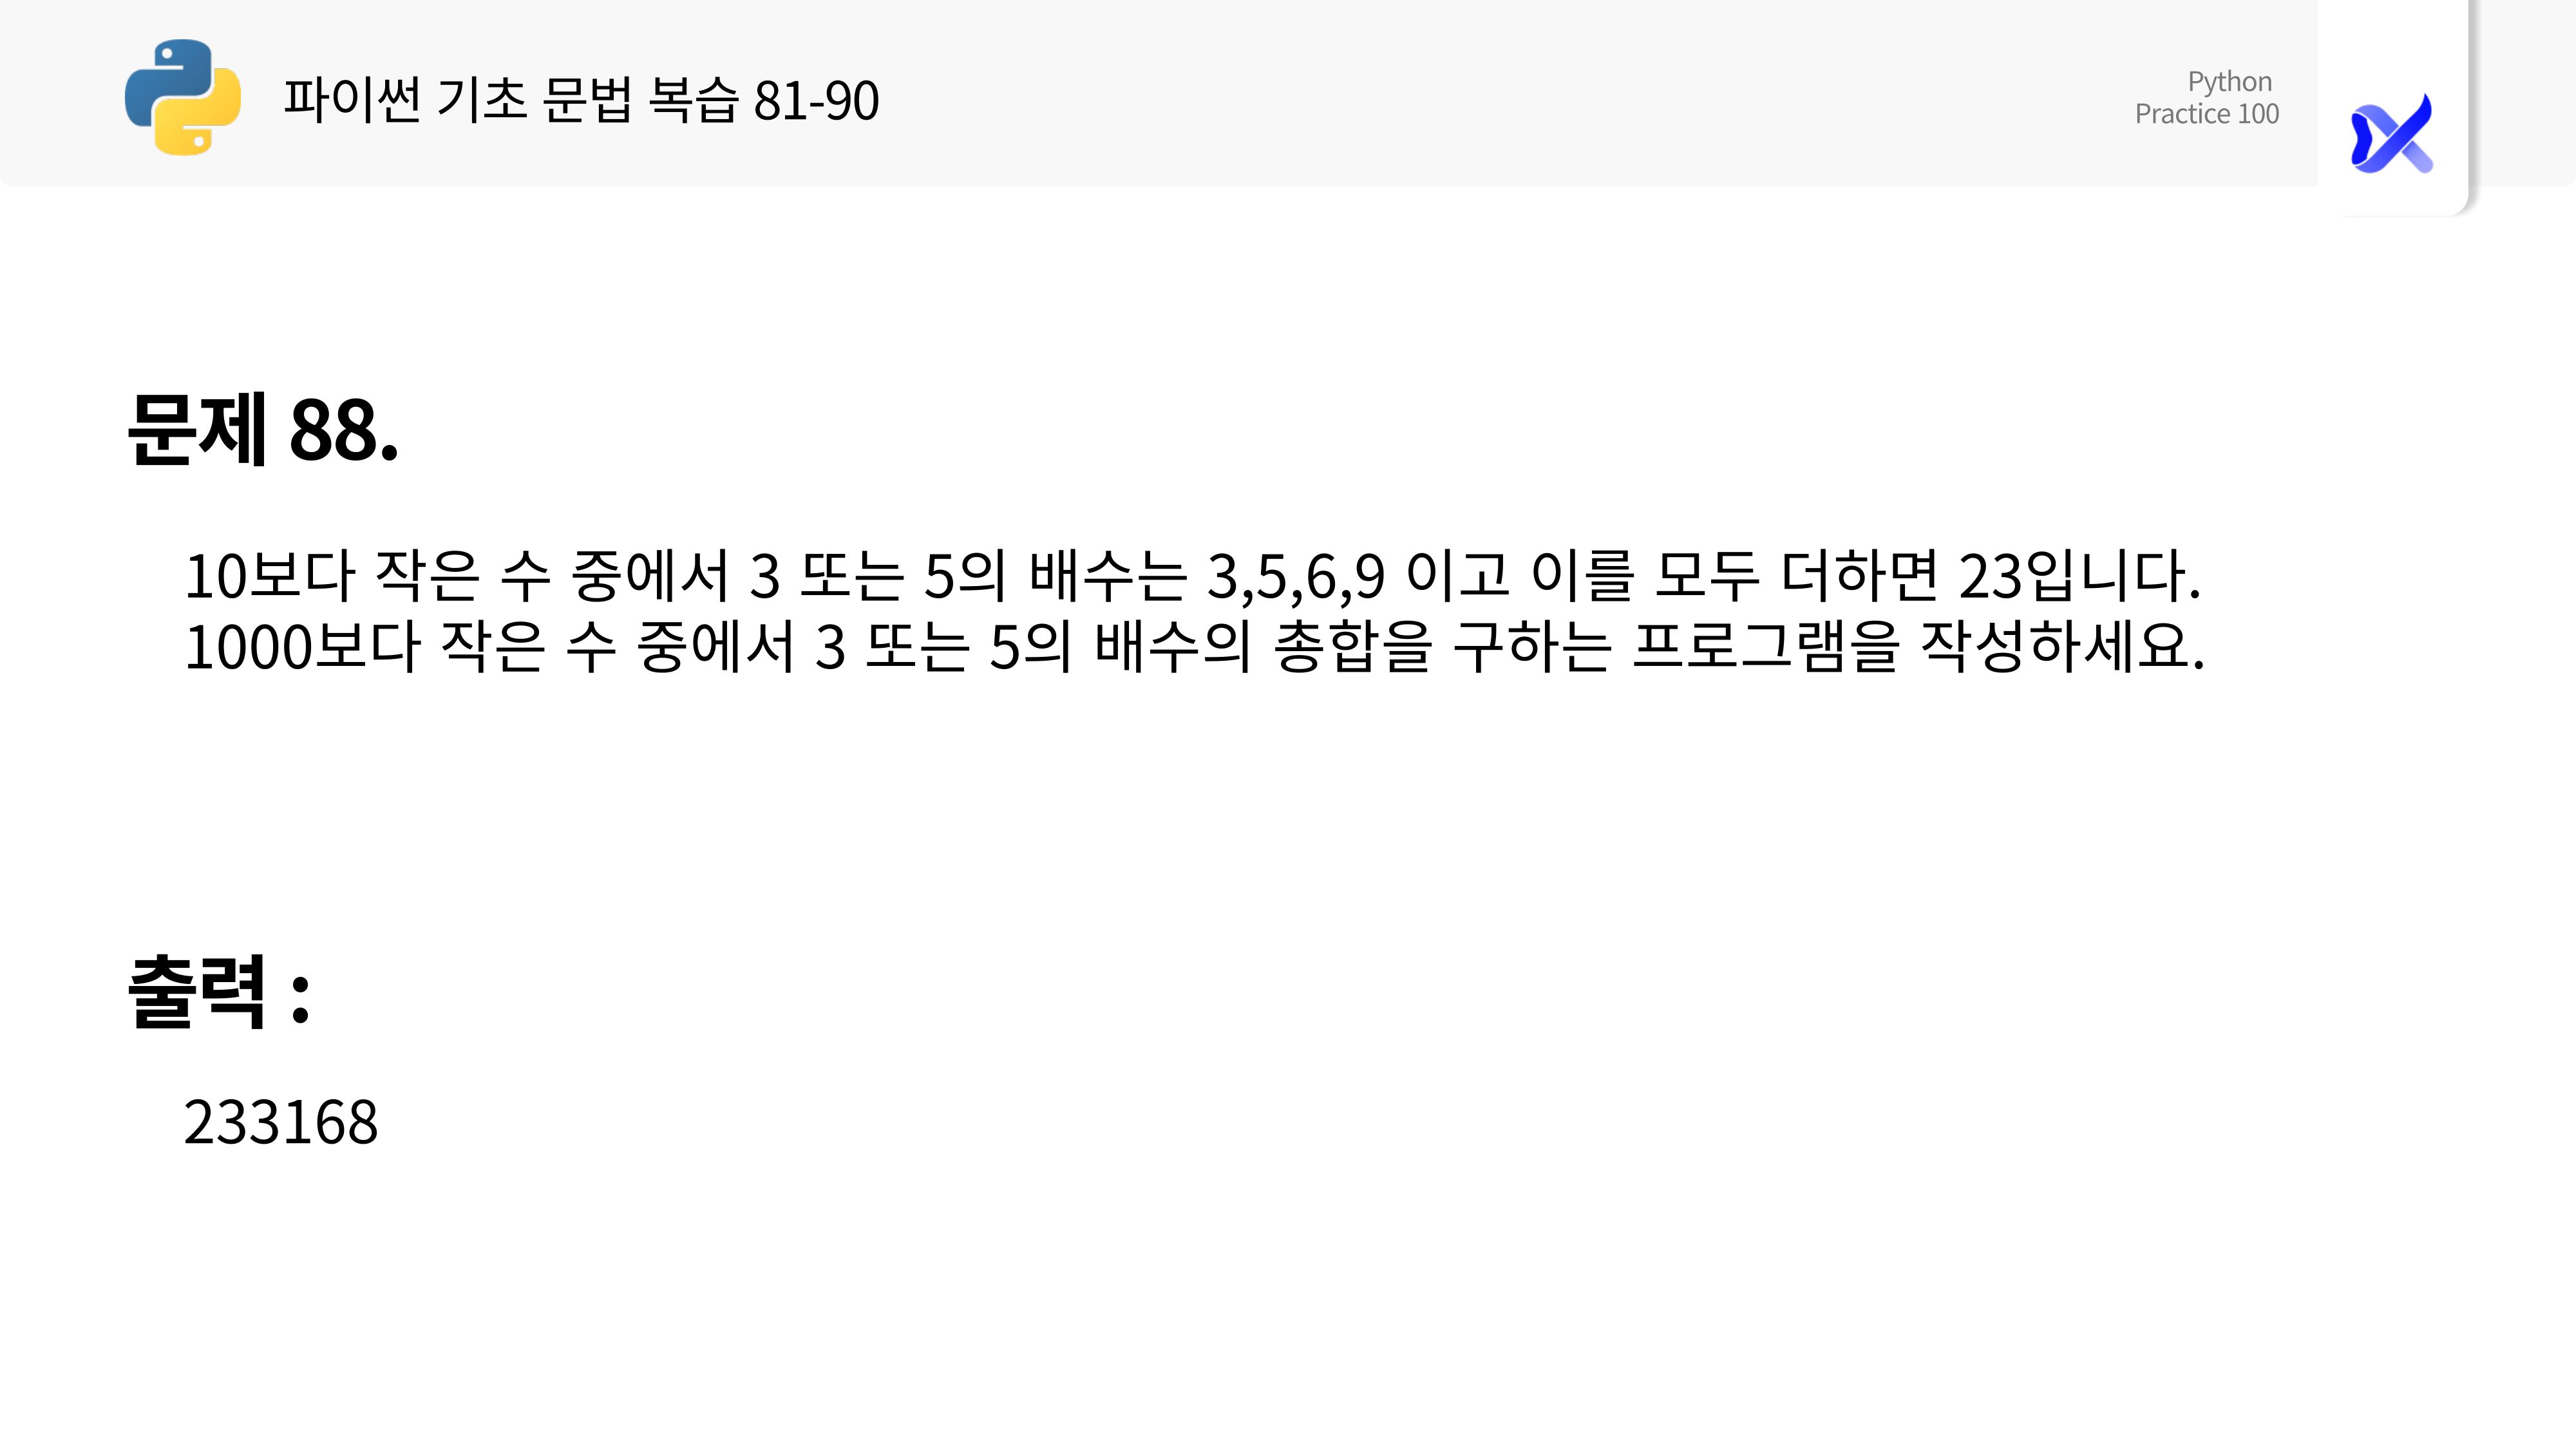 파이썬 기초 문법 복습 81-90
Python
Practice 100
문제 88.
10보다 작은 수 중에서 3 또는 5의 배수는 3,5,6,9 이고 이를 모두 더하면 23입니다.
1000보다 작은 수 중에서 3 또는 5의 배수의 총합을 구하는 프로그램을 작성하세요.
출력 :
233168